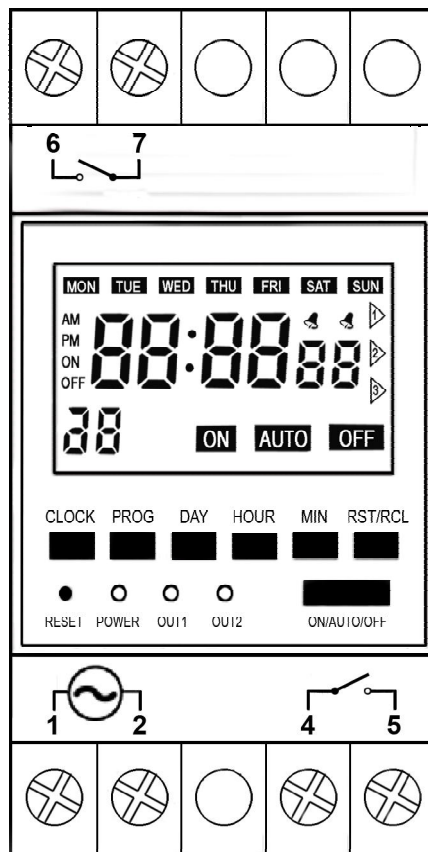 6 7
MON TUE WED THU FRI SAT SUN
AM
PM
ON
OFF
88:88 88
1
2
3
28 ON AUTO OFF
CLOCK PROG DAY HOUR MIN RST/RCL
RESET POWER OUT1 OUT2 ON/AUTO/OFF
1 2 4 5